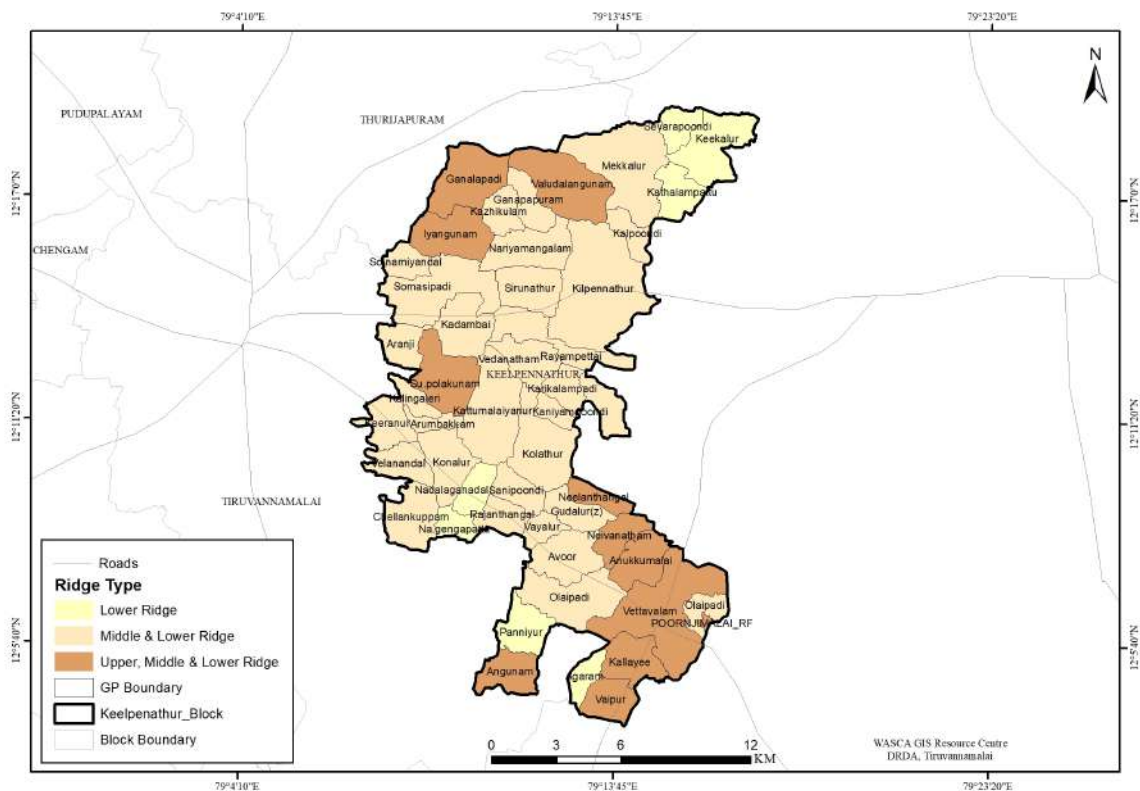 79°4'10"E 79°13'45"E 79°23'20"E
N
PUDUPALAYAM
THURIJAPURAM
Seyarapoondi
Keekalur
Mekkalur
Ganalapadi
Valudalangunam
Kathalampattu
12°17'0"N 12°17'0"N
Ganapapuram
Kazhikulam
Iyangunam
Kalpoondi
CHENGAM
Nariyamangalam
Somasipadi
Sirunathur
Kilpennathur
Kadambai
Aranji
Vedanatham
Rayampettai
KEELPENNATHUR
Su.polakunam
Karikalampadi
Kattumalaiyanur
Kaniyampoondi
12°11'20"N 12°11'20"N
Keeranur
Arumbakkam
Kolathur
Velanandal
Konalur
Nadalaganadal
Sanipoondi
TIRUVANNAMALAI
Neelanthangal
Gudalur(z)
Rajanthangal
Chellankuppam
Vayalur
Neivanatham
Avoor
Anukkumalai
Olaipadi
Olaipadi
Vettavalam
POORNJIMALAI_RF
Panniyur
12°5'40"N 12°5'40"N
Kallayee
Angunam
Agaram
Vaipur
Roads
Ridge Type
Lower Ridge
Middle & Lower Ridge
Upper, Middle & Lower Ridge
GP Boundary
Keelpenathur_Block
Block Boundary
0 3 6 12
KM
WASCA GIS Resource Centre
DRDA, Tiruvannamalai
79°4'10"E 79°13'45"E 79°23'20"E